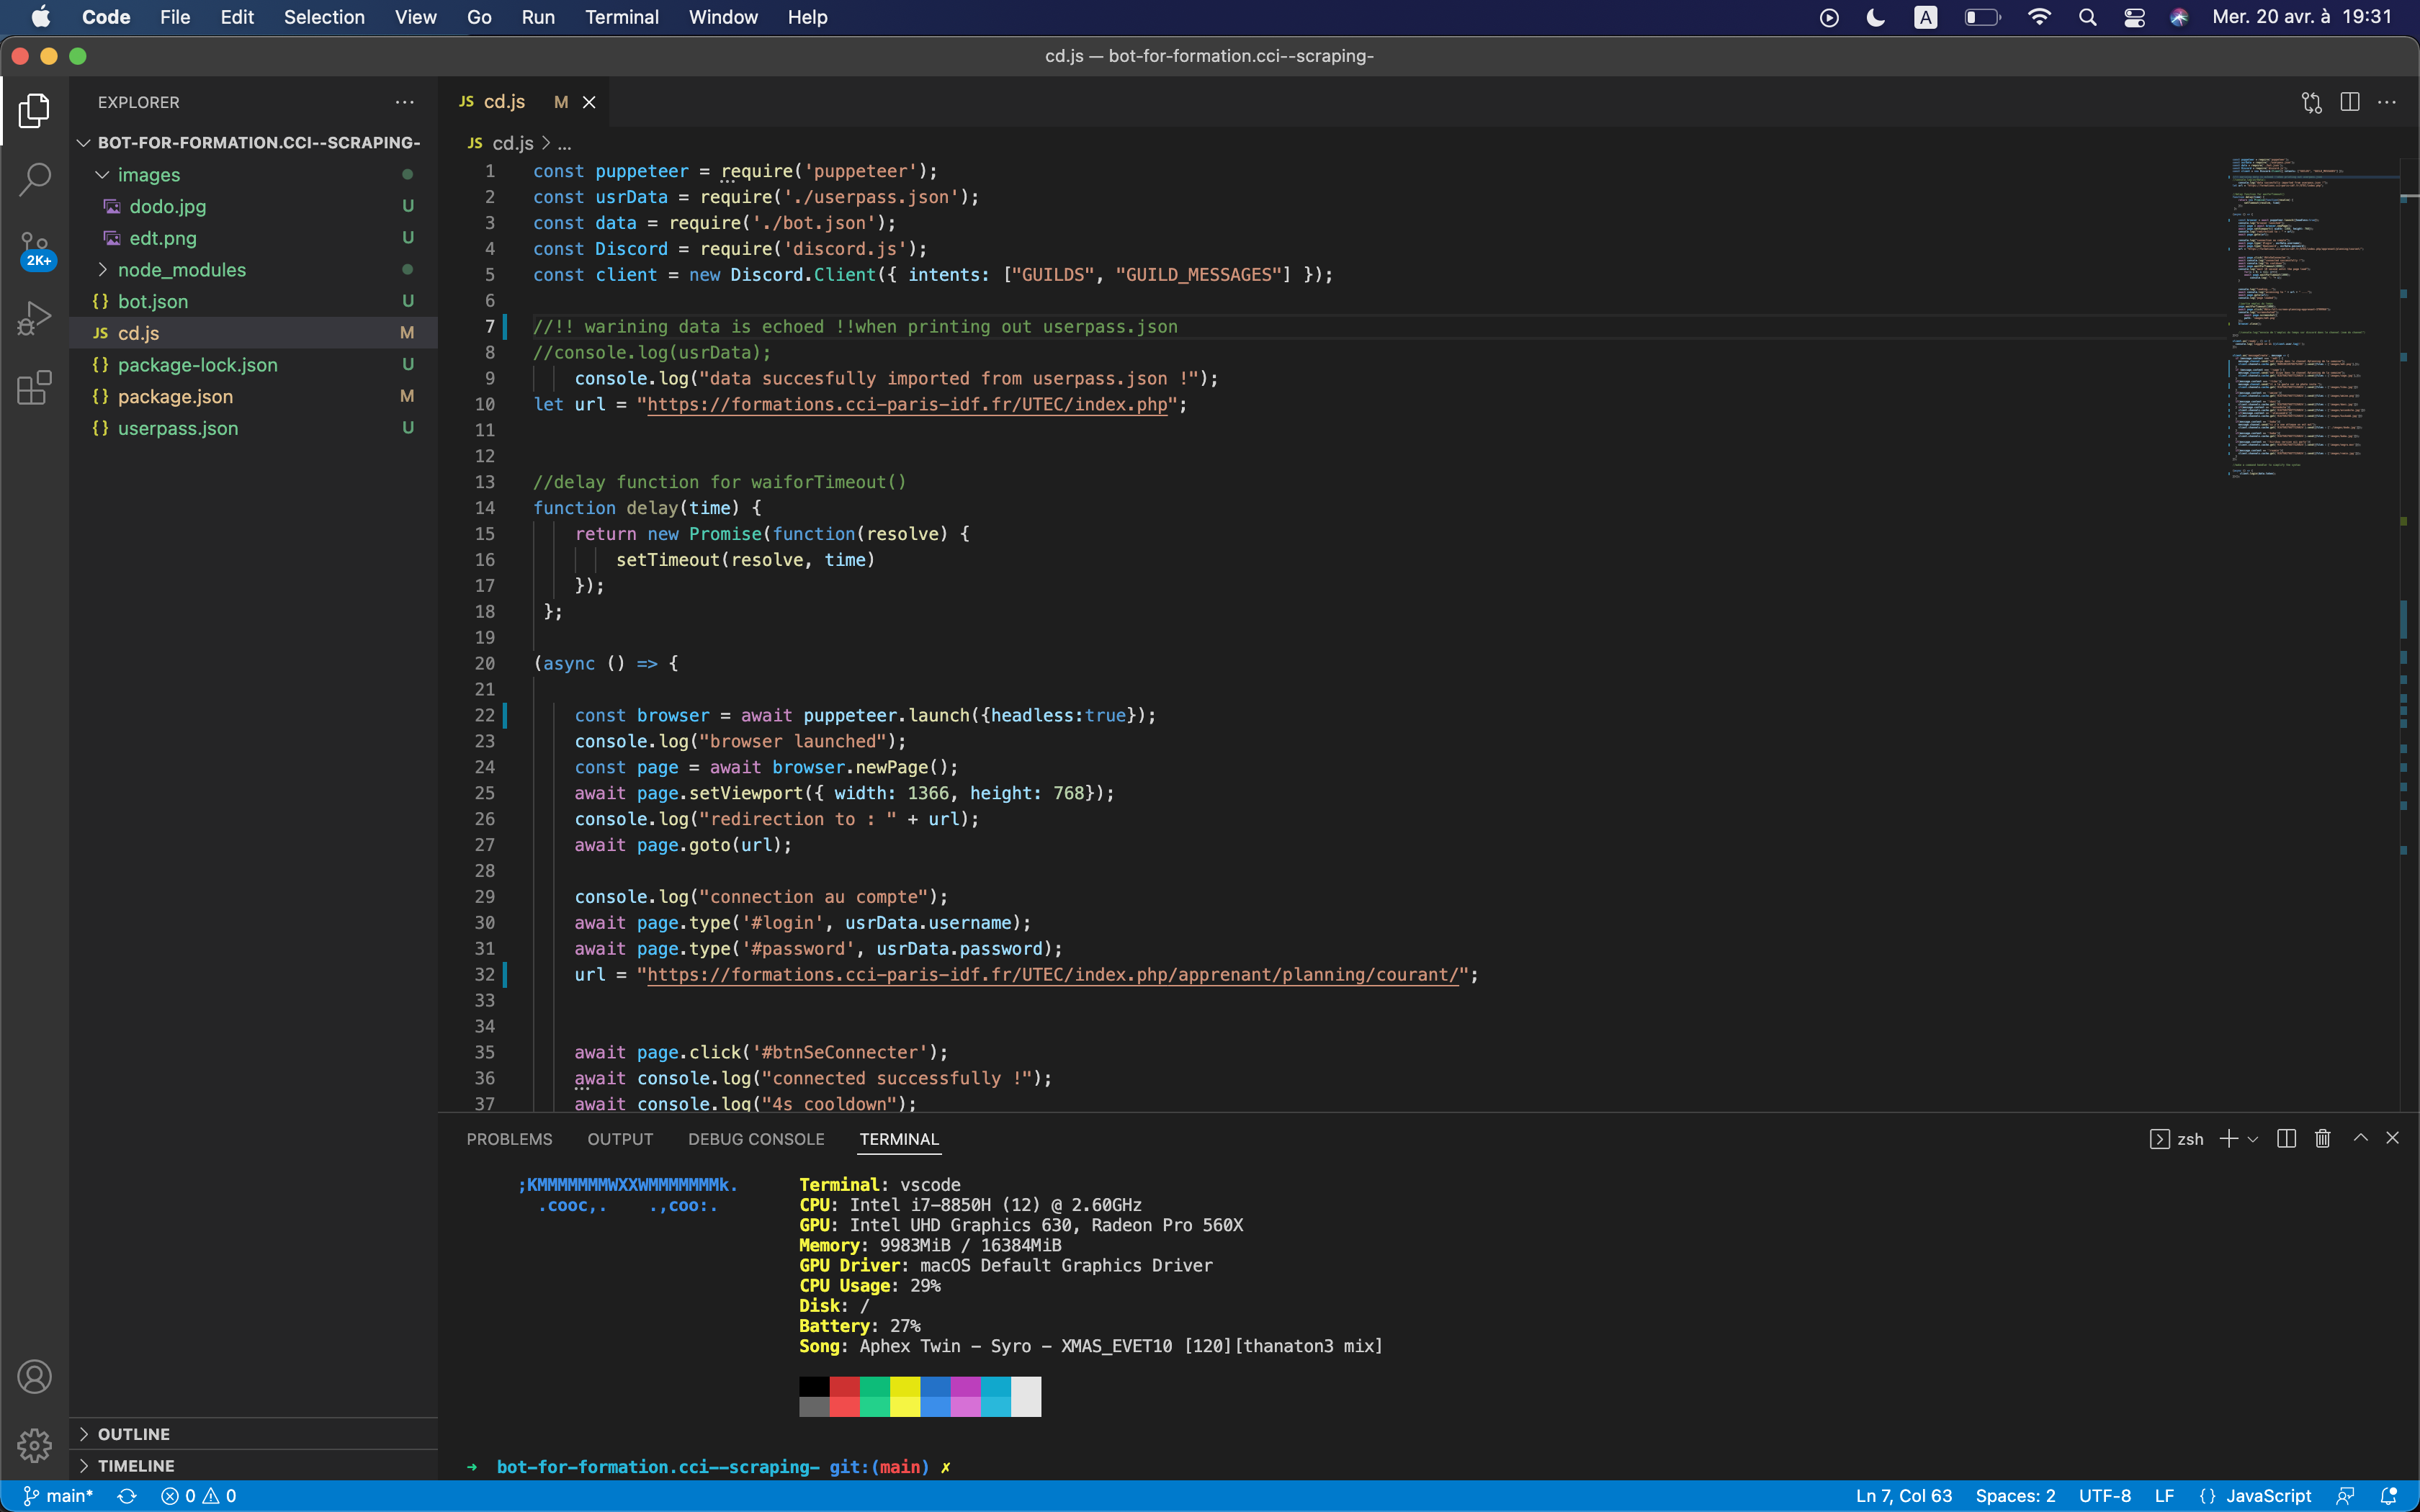 Code File Edit Selection View Go Run Terminal Window Help A Mer. 20 avr. à 19:31
cd.js — bot-for-formation.cci--scraping-
EXPLORER
BOT-FOR-FORMATION.CCI--SCRAPING-
images
dodo.jpg U
edt.png U
node_modules
{} bot.json U
JS cd.js M
{} package-lock.json U
{} package.json M
{} userpass.json U
2K+
OUTLINE
TIMELINE
JS cd.js M
JS cd.js > ...
1 const puppeteer = require('puppeteer');
2 const usrData = require('./userpass.json');
3 const data = require('./bot.json');
4 const Discord = require('discord.js');
5 const client = new Discord.Client({ intents: ["GUILDS", "GUILD_MESSAGES"] });
6
7 //!! warining data is echoed !!when printing out userpass.json
8 //console.log(usrData);
9 console.log("data succesfully imported from userpass.json !");
10 let url = "https://formations.cci-paris-idf.fr/UTEC/index.php";
11
12
13 //delay function for waiforTimeout()
14 function delay(time) {
15 return new Promise(function(resolve) {
16 setTimeout(resolve, time)
17 });
18 };
19
20 (async () => {
21
22 const browser = await puppeteer.launch({headless:true});
23 console.log("browser launched");
24 const page = await browser.newPage();
25 await page.setViewport({ width: 1366, height: 768});
26 console.log("redirection to : " + url);
27 await page.goto(url);
28
29 console.log("connection au compte");
30 await page.type('#login', usrData.username);
31 await page.type('#password', usrData.password);
32 url = "https://formations.cci-paris-idf.fr/UTEC/index.php/apprenant/planning/courant/";
33
34
35 await page.click('#btnSeConnecter');
36 await console.log("connected successfully !");
37 await console.log("4s cooldown");
PROBLEMS OUTPUT DEBUG CONSOLE TERMINAL zsh
;KMMMMMMMWXXWMMMMMMMk. Terminal: vscode
.cooc,. .,coo:. CPU: Intel i7-8850H (12) @ 2.60GHz
GPU: Intel UHD Graphics 630, Radeon Pro 560X
Memory: 9983MiB / 16384MiB
GPU Driver: macOS Default Graphics Driver
CPU Usage: 29%
Disk: /
Battery: 27%
Song: Aphex Twin - Syro - XMAS_EVET10 [120][thanaton3 mix]
➜ bot-for-formation.cci--scraping- git:(main) ✗
main* 0 0 Ln 7, Col 63 Spaces: 2 UTF-8 LF {} JavaScript